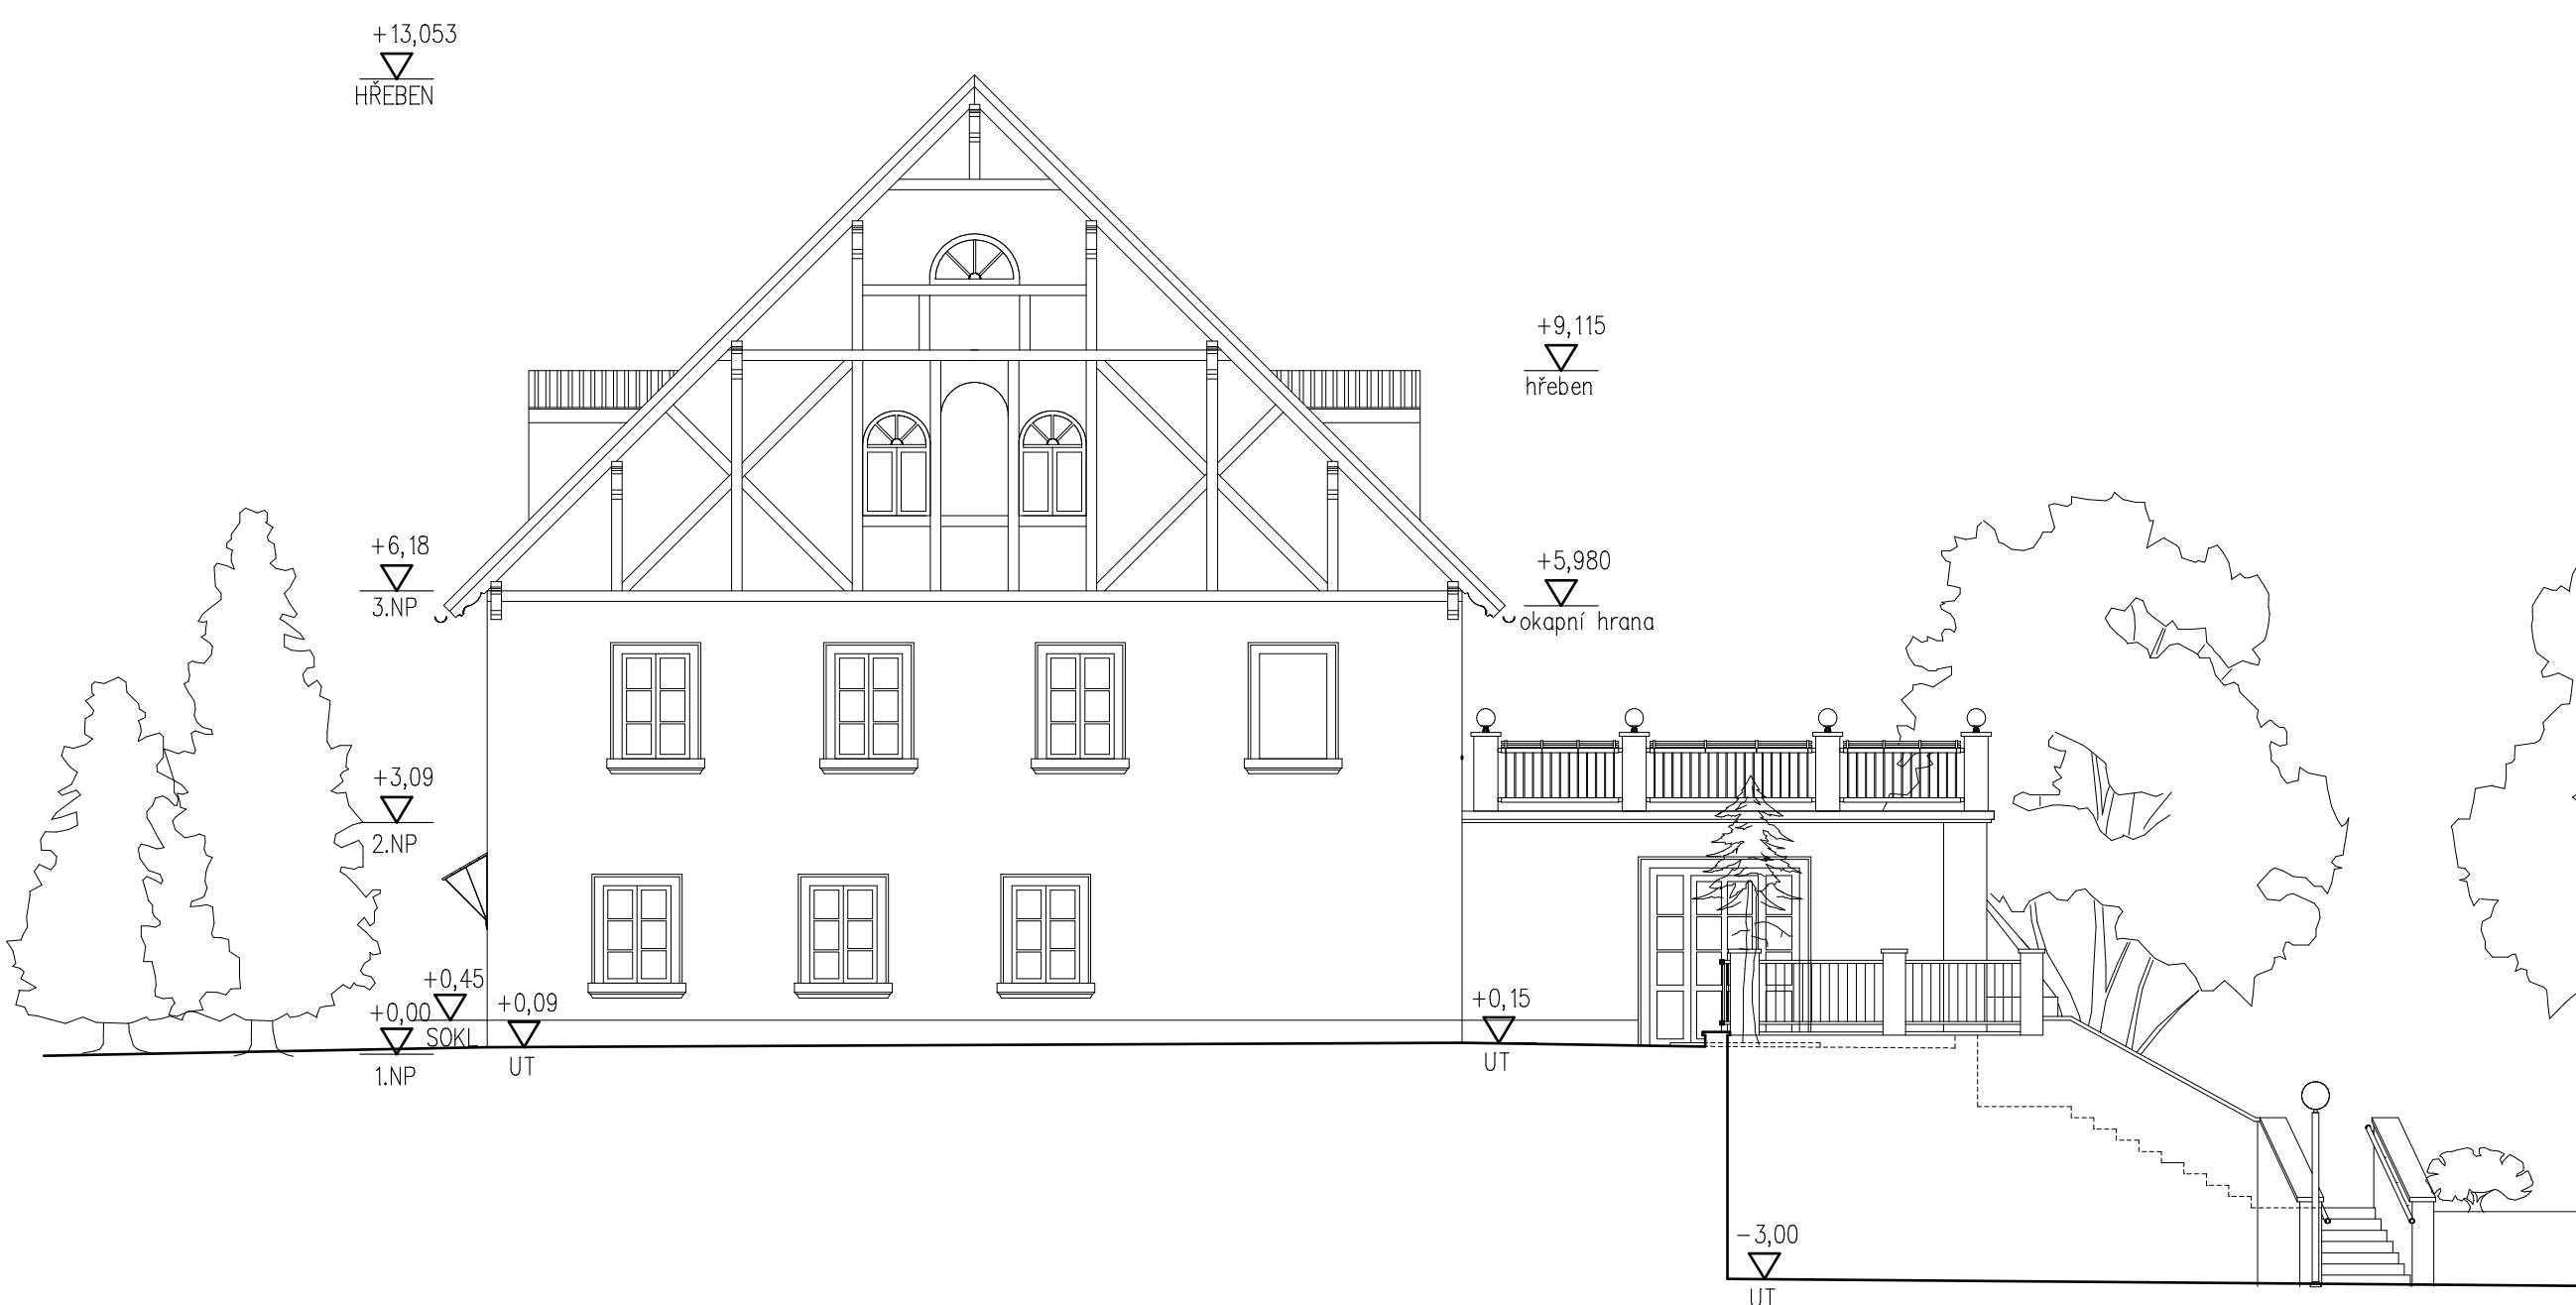 +13,053
HŘEBEN
+9,115
hřeben
+6,18
3.NP
+5,980
okapní hrana
+3,09
2.NP
+0,45
SOKL
+0,00
1.NP
+0,09
UT
+0,15
UT
-3,00
UT